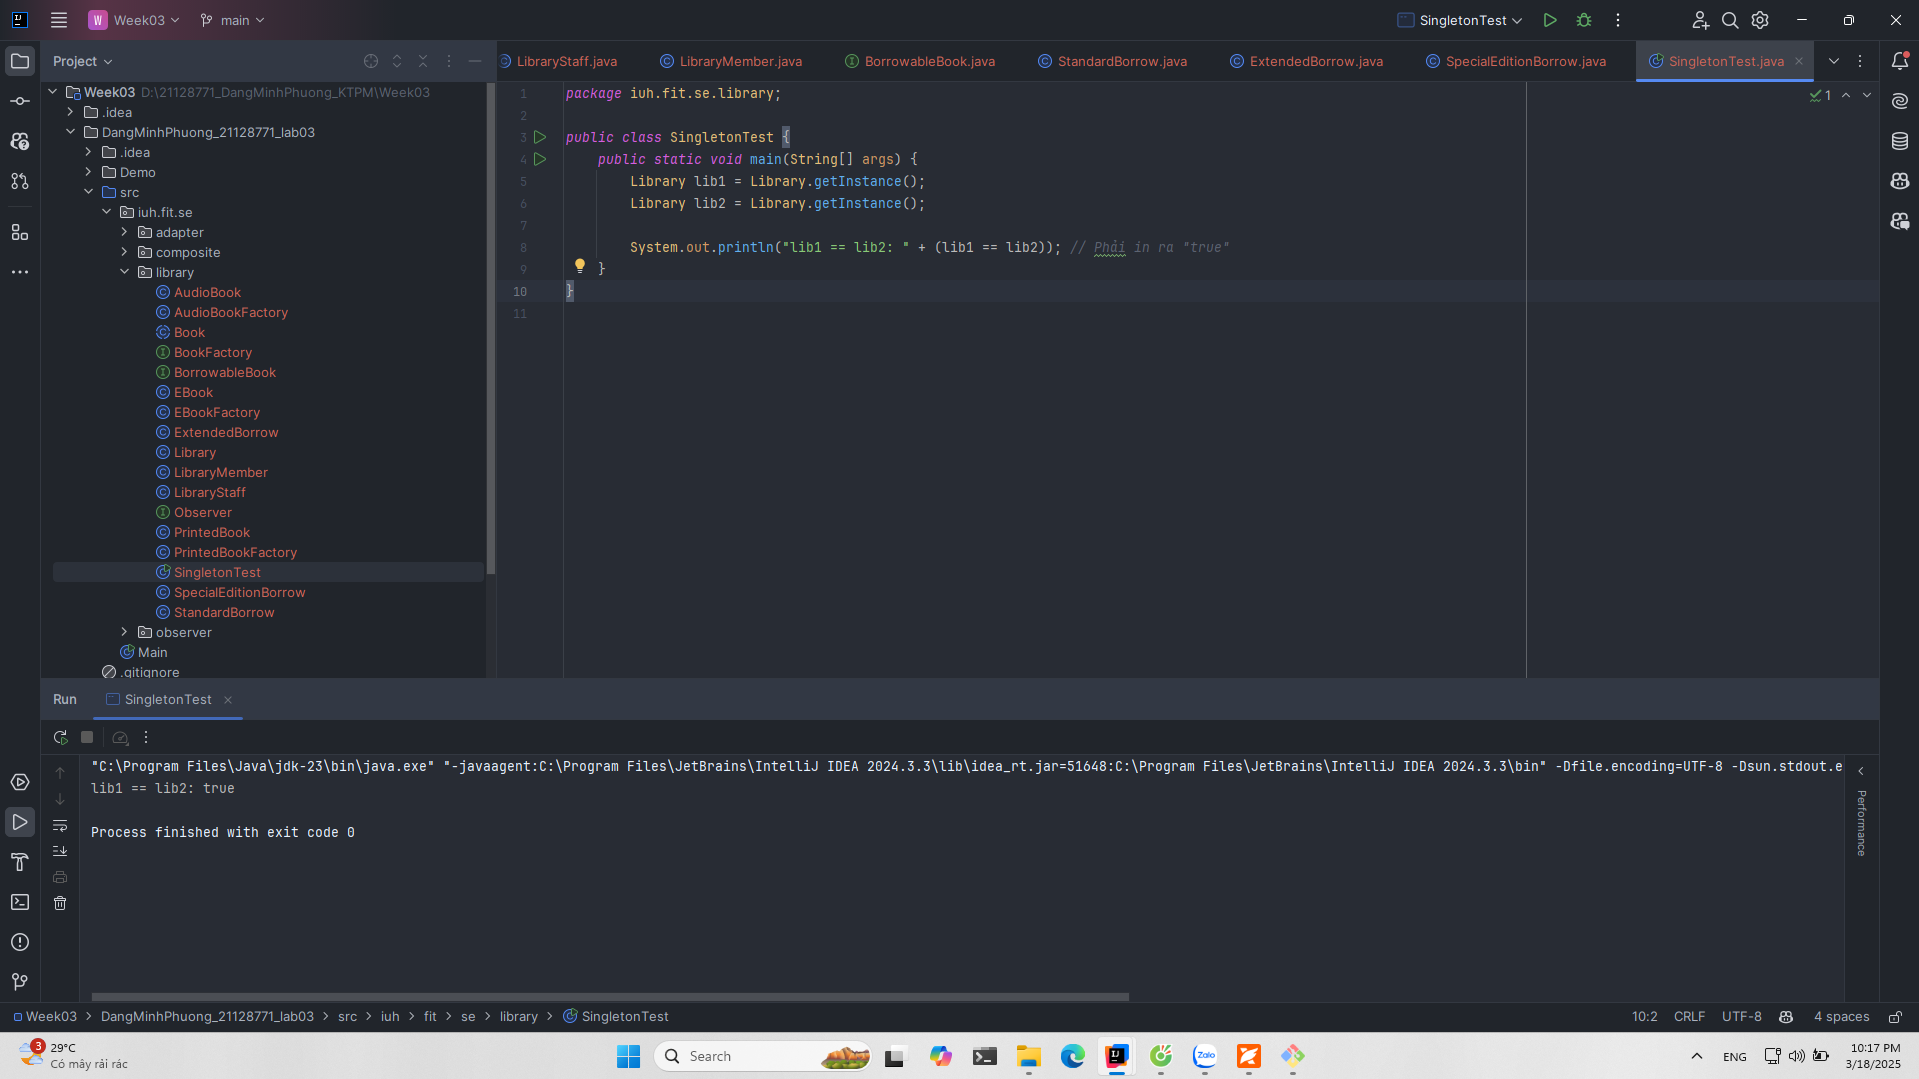 W Week03 main SingletonTest
Project
LibraryStaff.java LibraryMember.java BorrowableBook.java StandardBorrow.java ExtendedBorrow.java SpecialEditionBorrow.java SingletonTest.java
Week03 D:\21128771_DangMinhPhuong_KTPM\Week03
.idea
DangMinhPhuong_21128771_lab03
.idea
Demo
src
iuh.fit.se
adapter
composite
library
AudioBook
AudioBookFactory
Book
BookFactory
BorrowableBook
EBook
EBookFactory
ExtendedBorrow
Library
LibraryMember
LibraryStaff
Observer
PrintedBook
PrintedBookFactory
SingletonTest
SpecialEditionBorrow
StandardBorrow
observer
Main
.gitignore
1 package iuh.fit.se.library;
2
3 public class SingletonTest {
4 public static void main(String[] args) {
5 Library lib1 = Library.getInstance();
6 Library lib2 = Library.getInstance();
7
8 System.out.println("lib1 == lib2: " + (lib1 == lib2)); // Phải in ra "true"
9 }
10 }
11
1
Run SingletonTest
"C:\Program Files\Java\jdk-23\bin\java.exe" "-javaagent:C:\Program Files\JetBrains\IntelliJ IDEA 2024.3.3\lib\idea_rt.jar=51648:C:\Program Files\JetBrains\IntelliJ IDEA 2024.3.3\bin" -Dfile.encoding=UTF-8 -Dsun.stdout.e
lib1 == lib2: true
Process finished with exit code 0
Performance
Week03 > DangMinhPhuong_21128771_lab03 > src > iuh > fit > se > library > SingletonTest
10:2 CRLF UTF-8 4 spaces
3
29°C
Có mây rải rác
Search
Zalo
ENG
10:17 PM
3/18/2025